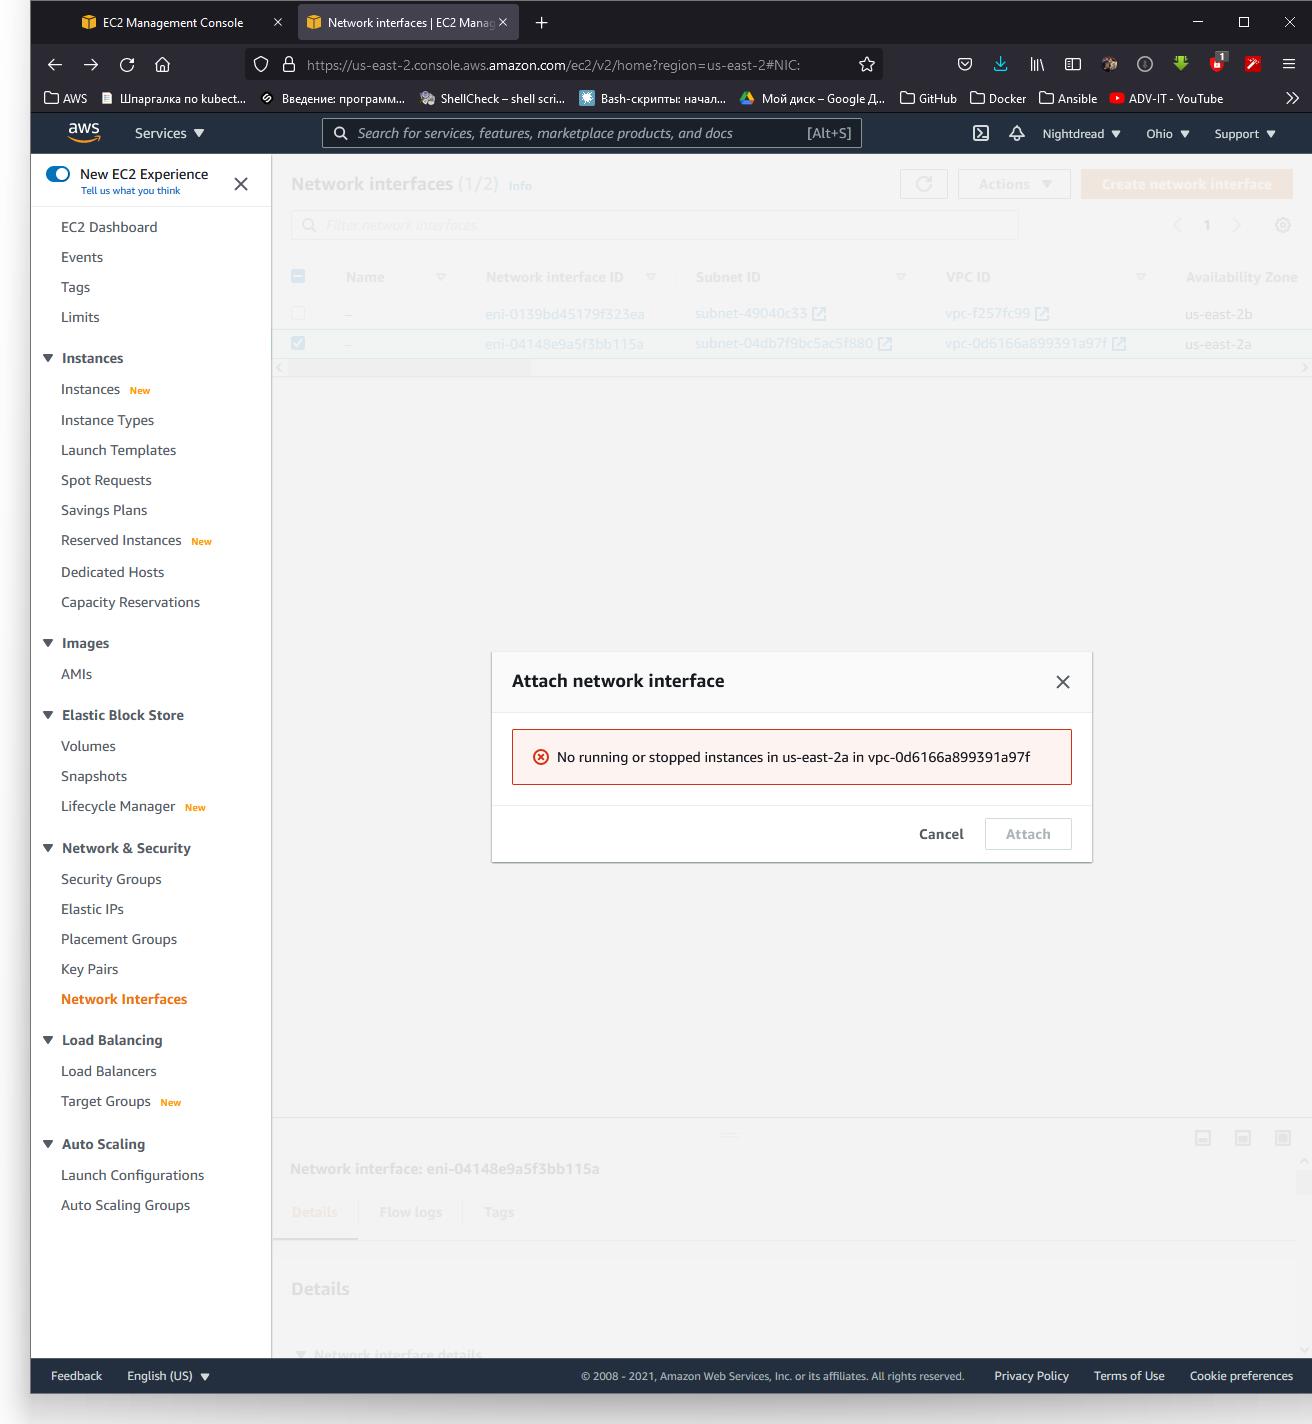 EC2 Management Console
Network interfaces | EC2 Manag
https://us-east-2.console.aws.amazon.com/ec2/v2/home?region=us-east-2#NIC:
1
AWS
Шпаргалка по kubect...
Введение: программ...
ShellCheck – shell scri...
Bash-скрипты: начал...
Мой диск – Google Д...
GitHub
Docker
Ansible
ADV-IT - YouTube
aws
Services
Search for services, features, marketplace products, and docs
[Alt+S]
Nightdread
Ohio
Support
New EC2 Experience
Tell us what you think
EC2 Dashboard
Events
Tags
Limits
Instances
Instances New
Instance Types
Launch Templates
Spot Requests
Savings Plans
Reserved Instances New
Dedicated Hosts
Capacity Reservations
Images
AMIs
Elastic Block Store
Volumes
Snapshots
Lifecycle Manager New
Network & Security
Security Groups
Elastic IPs
Placement Groups
Key Pairs
Network Interfaces
Load Balancing
Load Balancers
Target Groups New
Auto Scaling
Launch Configurations
Auto Scaling Groups
Network interfaces (1/2) Info
Actions
Create network interface
Filter network interfaces
1
Name Network interface ID Subnet ID VPC ID Availability Zone
– eni-0139bd45179f323ea subnet-49040c33 vpc-f257fc99 us-east-2b
– eni-04148e9a5f3bb115a subnet-04db7f9bc5ac5f880 vpc-0d6166a899391a97f us-east-2a
Attach network interface
No running or stopped instances in us-east-2a in vpc-0d6166a899391a97f
Cancel
Attach
Network interface: eni-04148e9a5f3bb115a
Details
Flow logs
Tags
Details
Network interface details
Feedback
English (US)
© 2008 - 2021, Amazon Web Services, Inc. or its affiliates. All rights reserved.
Privacy Policy
Terms of Use
Cookie preferences